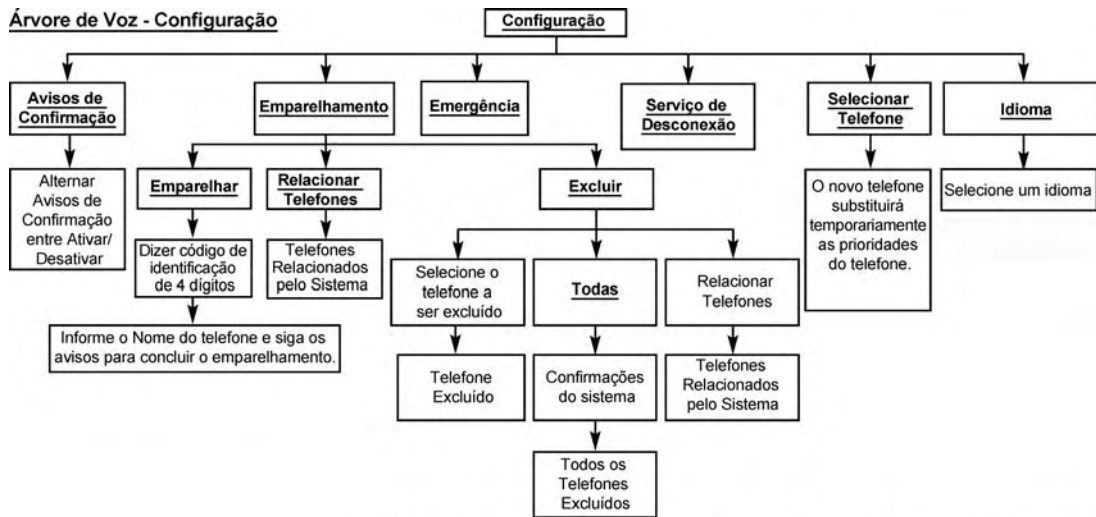 Árvore de Voz - Configuração
Configuração
Avisos de
Confirmação
Emparelhamento
Emergência
Serviço de
Desconexão
Selecionar
Telefone
Idioma
Alternar
Avisos de
Confirmação
entre Ativar/
Desativar
Emparelhar
Relacionar
Telefones
Excluir
O novo telefone
substituirá
temporariamente
as prioridades
do telefone.
Selecione um idioma
Dizer código de
identificação
de 4 dígitos
Telefones
Relacionados
pelo Sistema
Selecione o
telefone a
ser excluído
Todas
Relacionar
Telefones
Informe o Nome do telefone e siga os
avisos para concluir o emparelhamento.
Telefone
Excluído
Confirmações
do sistema
Telefones
Relacionados
pelo Sistema
Todos os
Telefones
Excluídos